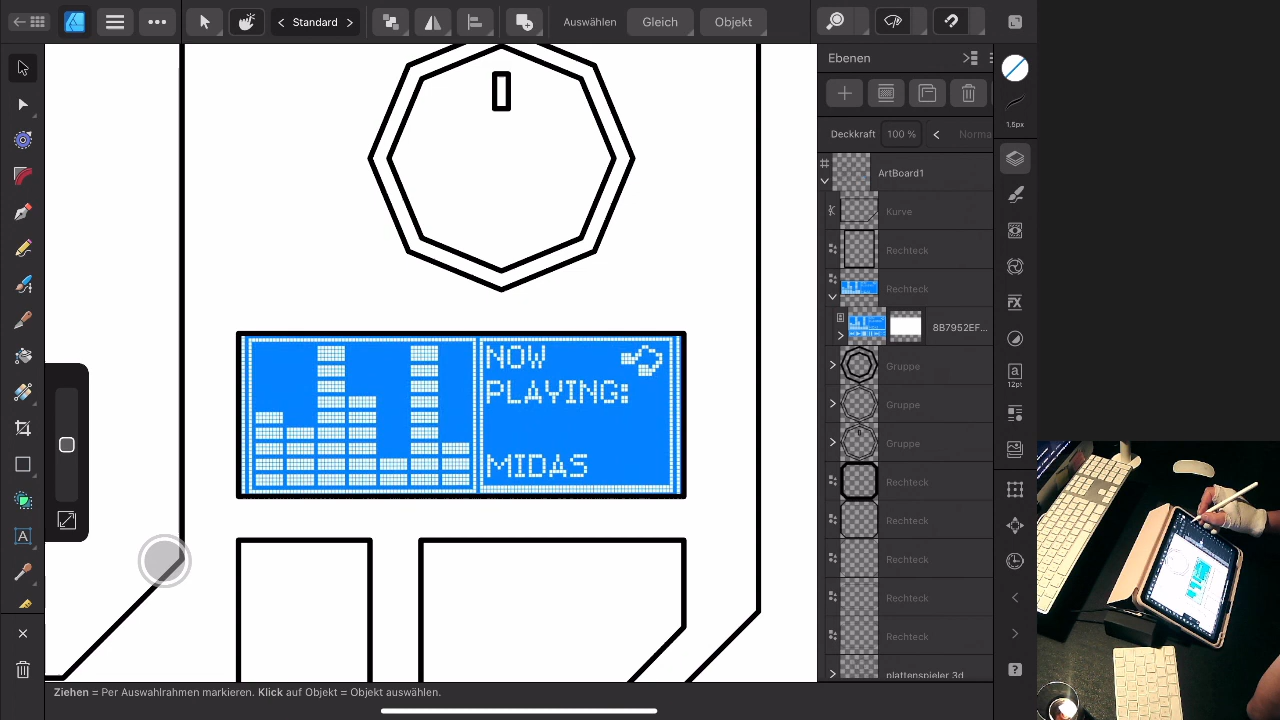 Standard
Auswählen
Gleich
Objekt
Ebenen
Deckkraft 100 % Norma
ArtBoard1
Kurve
Rechteck
Rechteck
8B7952EF...
Gruppe
Gruppe
Gruppe
Rechteck
Rechteck
Rechteck
Rechteck
Rechteck
plattenspieler 3d
1,5px
12pt
NOW
PLAYING:
MIDAS
Ziehen = Per Auswahlrahmen markieren. Klick auf Objekt = Objekt auswählen.